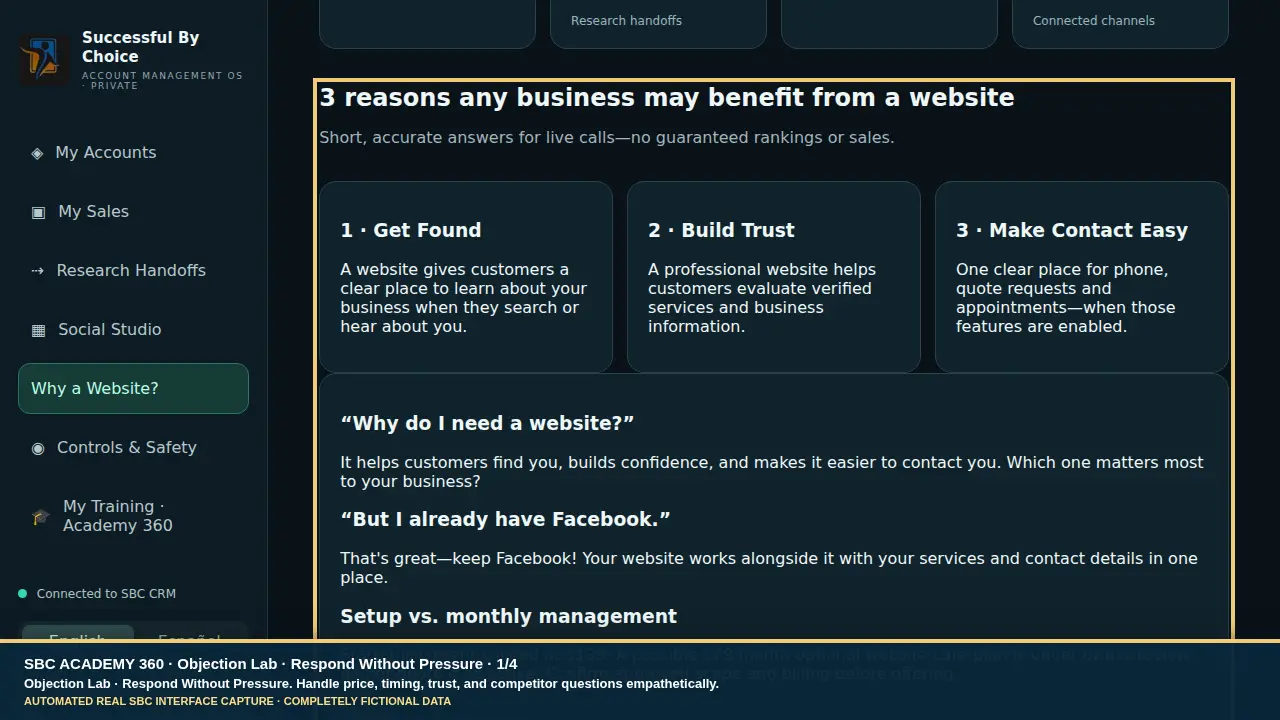 Successful By
Choice
ACCOUNT MANAGEMENT OS
· PRIVATE
◈ My Accounts
▣ My Sales
⇢ Research Handoffs
▦ Social Studio
Why a Website?
◉ Controls & Safety
My Training ·
Academy 360
Connected to SBC CRM
English Español
Research handoffs
Connected channels
3 reasons any business may benefit from a website
Short, accurate answers for live calls—no guaranteed rankings or sales.
1 · Get Found
A website gives customers a
clear place to learn about your
business when they search or
hear about you.
2 · Build Trust
A professional website helps
customers evaluate verified
services and business
information.
3 · Make Contact Easy
One clear place for phone,
quote requests and
appointments—when those
features are enabled.
“Why do I need a website?”
It helps customers find you, builds confidence, and makes it easier to contact you. Which one matters most
to your business?
“But I already have Facebook.”
That's great—keep Facebook! Your website works alongside it with your services and contact details in one
place.
Setup vs. monthly management
SBC ACADEMY 360 · Objection Lab · Respond Without Pressure · 1/4
Objection Lab · Respond Without Pressure. Handle price, timing, trust, and competitor questions empathetically.
AUTOMATED REAL SBC INTERFACE CAPTURE · COMPLETELY FICTIONAL DATA